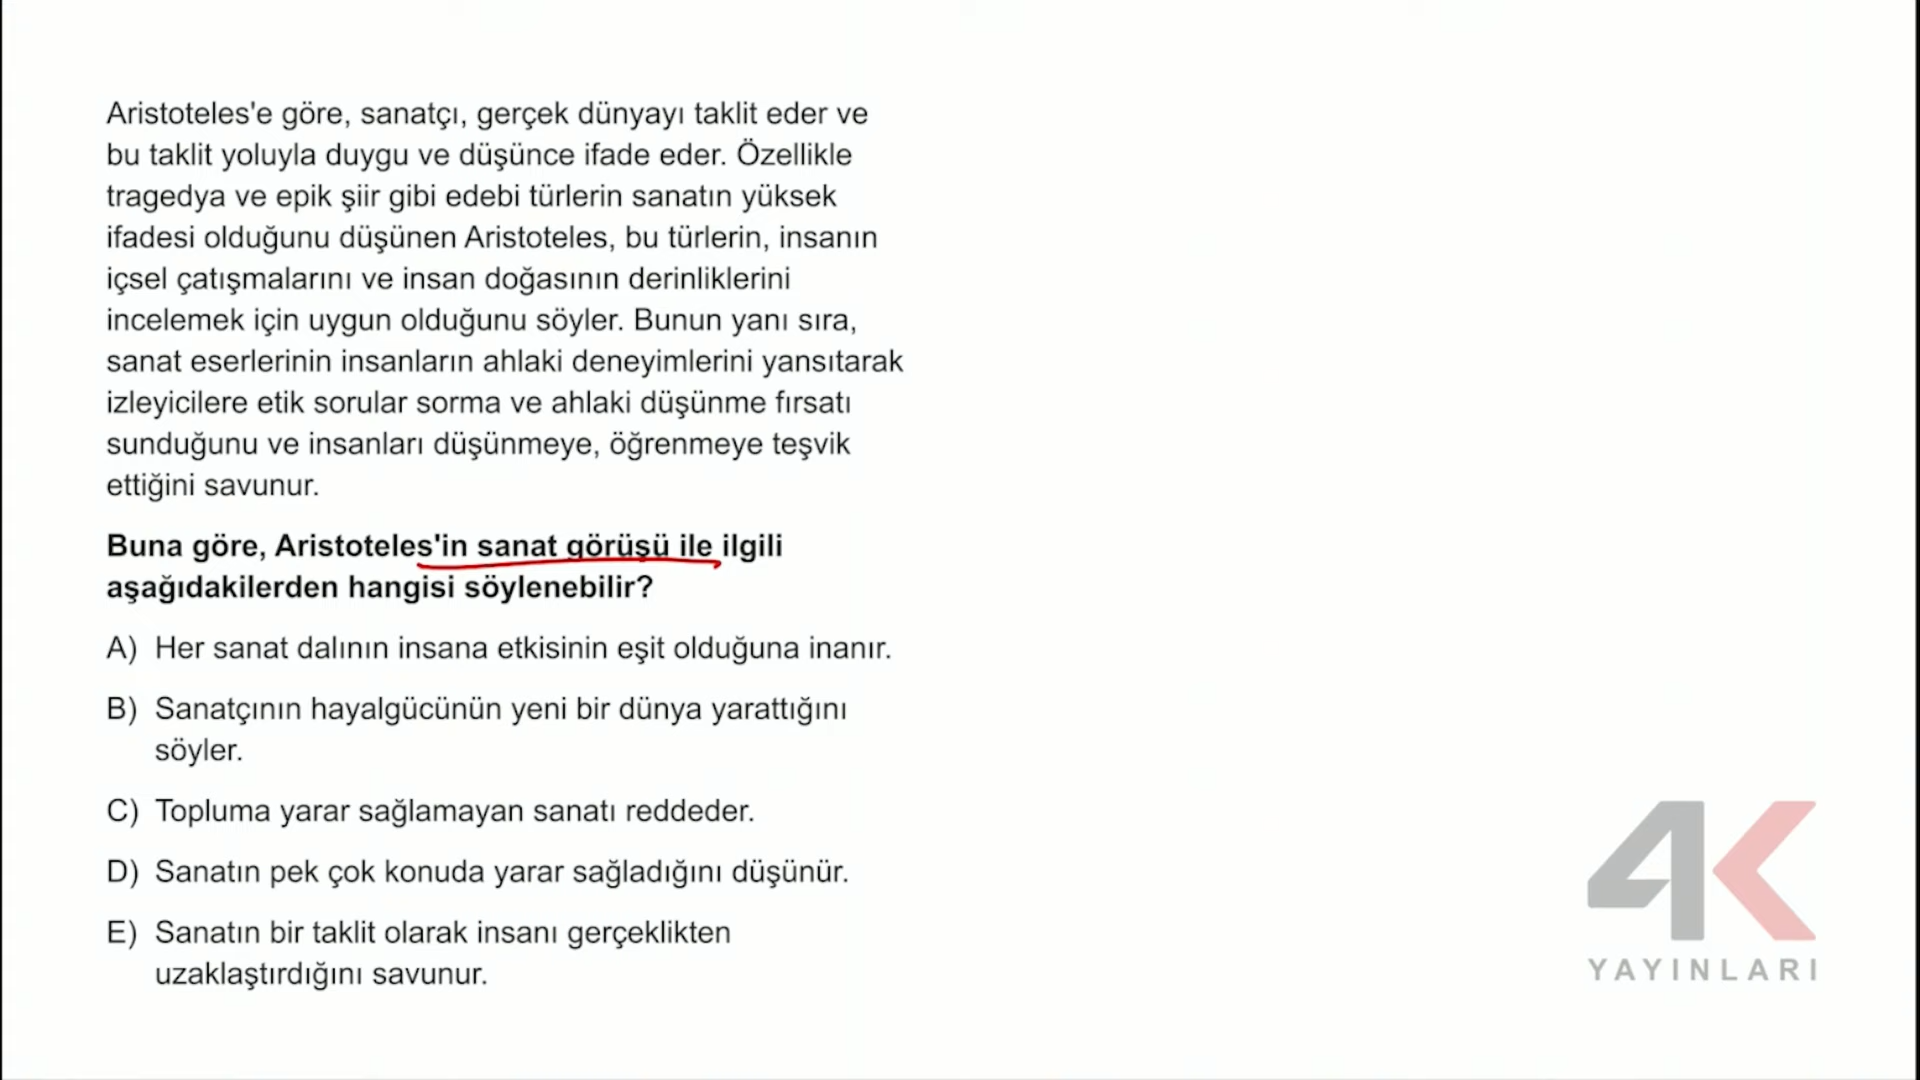 Aristoteles'e göre, sanatçı, gerçek dünyayı taklit eder ve
bu taklit yoluyla duygu ve düşünce ifade eder. Özellikle
tragedya ve epik şiir gibi edebi türlerin sanatın yüksek
ifadesi olduğunu düşünen Aristoteles, bu türlerin, insanın
içsel çatışmalarını ve insan doğasının derinliklerini
incelemek için uygun olduğunu söyler. Bunun yanı sıra,
sanat eserlerinin insanların ahlaki deneyimlerini yansıtarak
izleyicilere etik sorular sorma ve ahlaki düşünme fırsatı
sunduğunu ve insanları düşünmeye, öğrenmeye teşvik
ettiğini savunur.
Buna göre, Aristoteles'in sanat görüşü ile ilgili
aşağıdakilerden hangisi söylenebilir?
A) Her sanat dalının insana etkisinin eşit olduğuna inanır.
B) Sanatçının hayalgücünün yeni bir dünya yarattığını
söyler.
C) Topluma yarar sağlamayan sanatı reddeder.
D) Sanatın pek çok konuda yarar sağladığını düşünür.
E) Sanatın bir taklit olarak insanı gerçeklikten
uzaklaştırdığını savunur.
4K
YAYINLARI